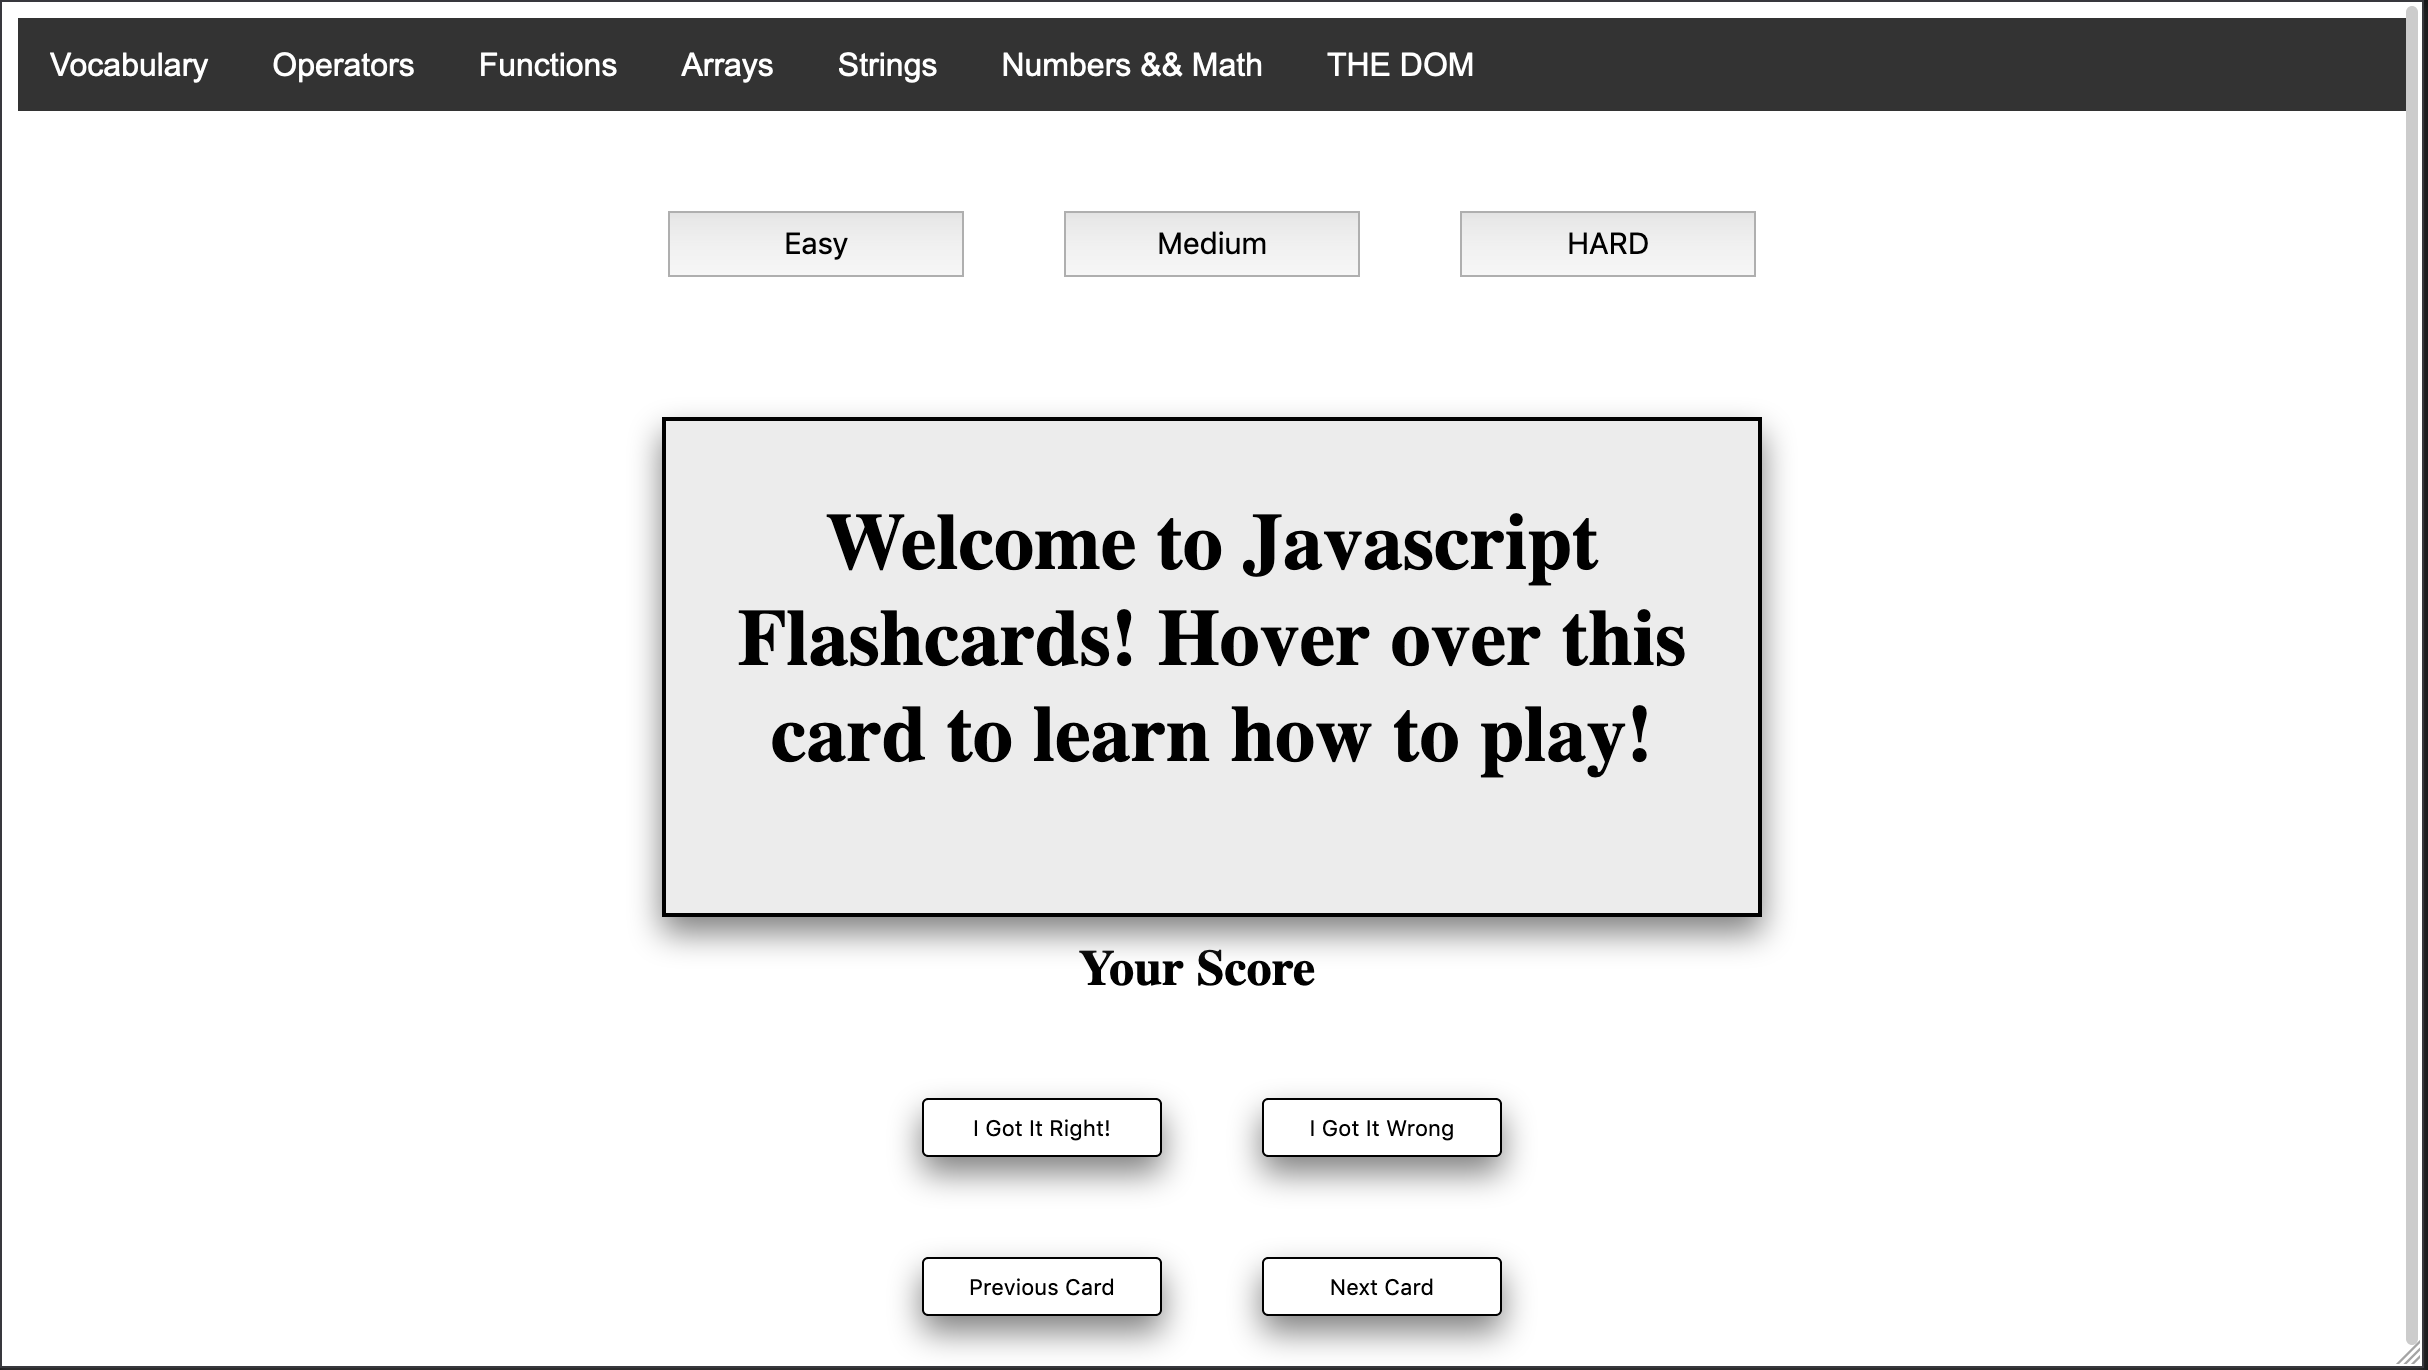 Vocabulary Operators Functions Arrays Strings Numbers && Math THE DOM
Easy Medium HARD
Welcome to Javascript
Flashcards! Hover over this
card to learn how to play!
Your Score
I Got It Right! I Got It Wrong
Previous Card Next Card